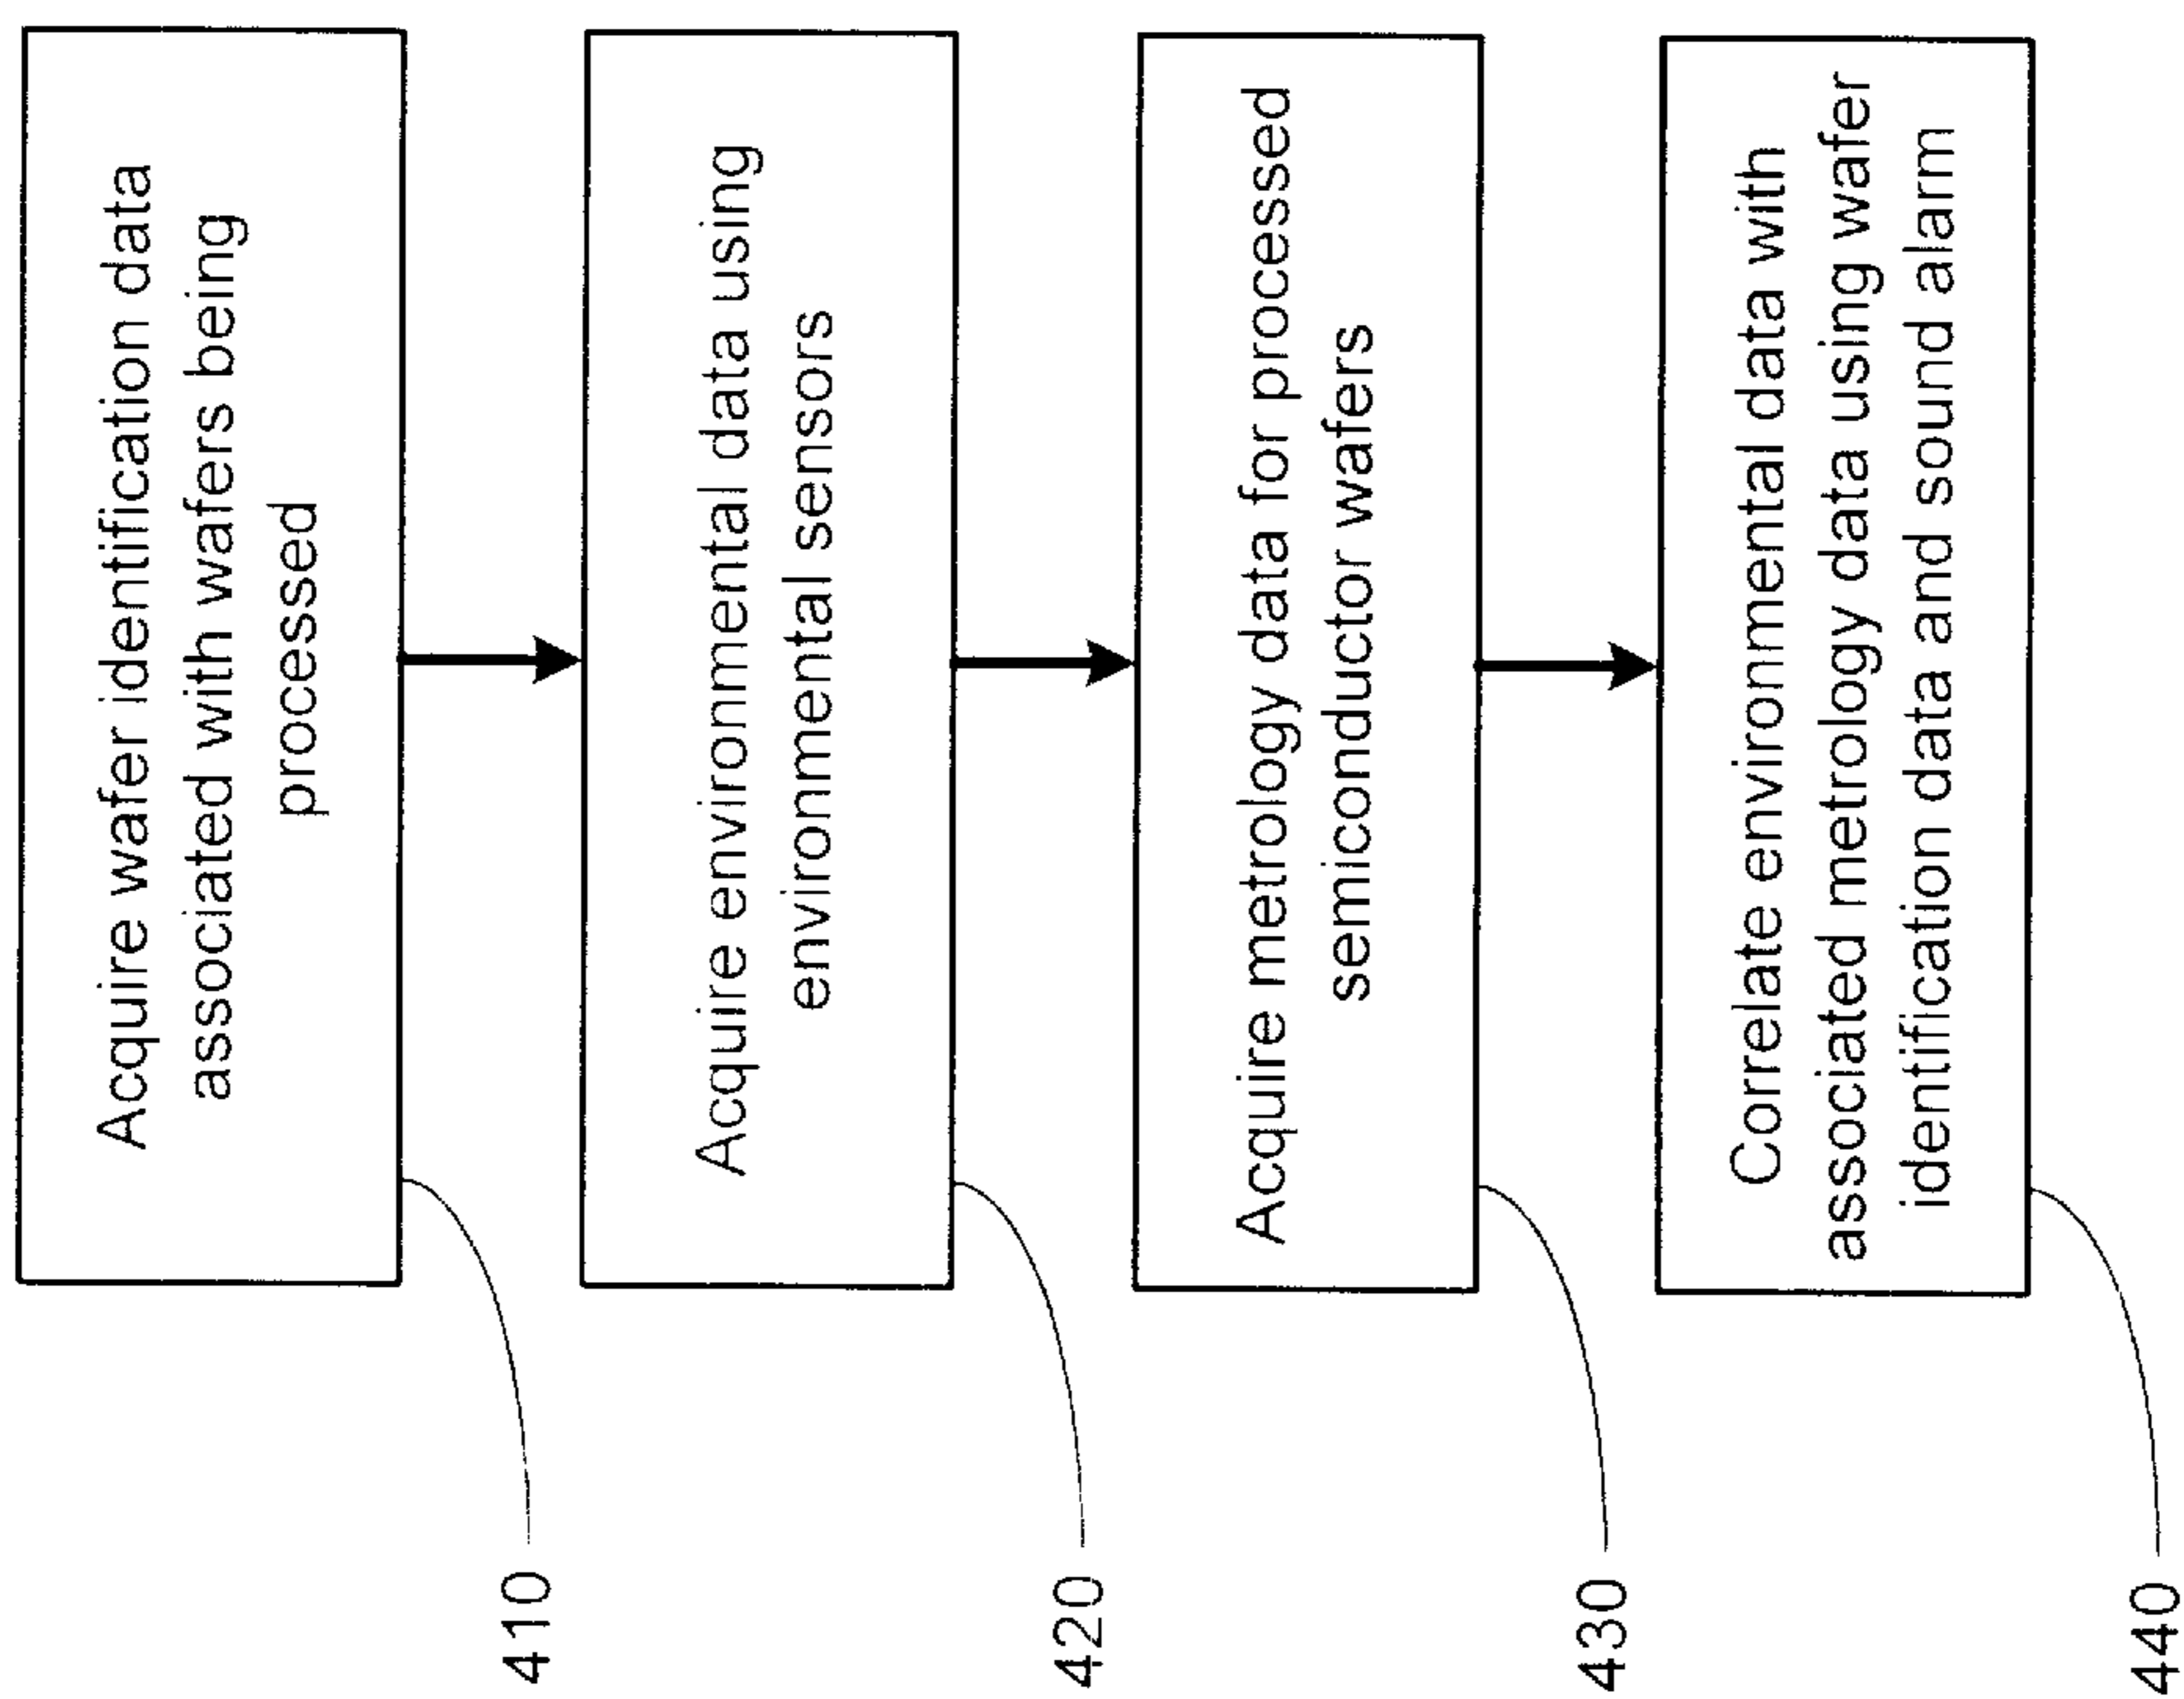 Acquire wafer identification data
associated with wafers being
processed
410
Acquire environmental data using
environmental sensors
420
Acquire metrology data for processed
semiconductor wafers
430
Correlate environmental data with
associated metrology data using wafer
identification data and sound alarm
440